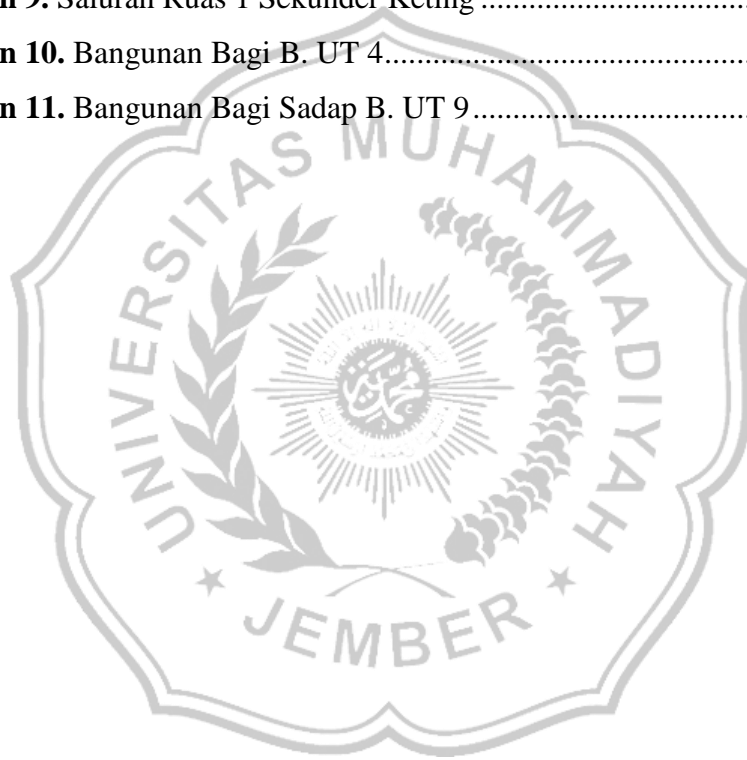 n 9. Saluran Ruas 1 Sekunder Keting ................................
n 10. Bangunan Bagi B. UT 4..............................................
n 11. Bangunan Bagi Sadap B. UT 9...................................
UNIVERSITAS MUHAMMADIYAH
JEMBER